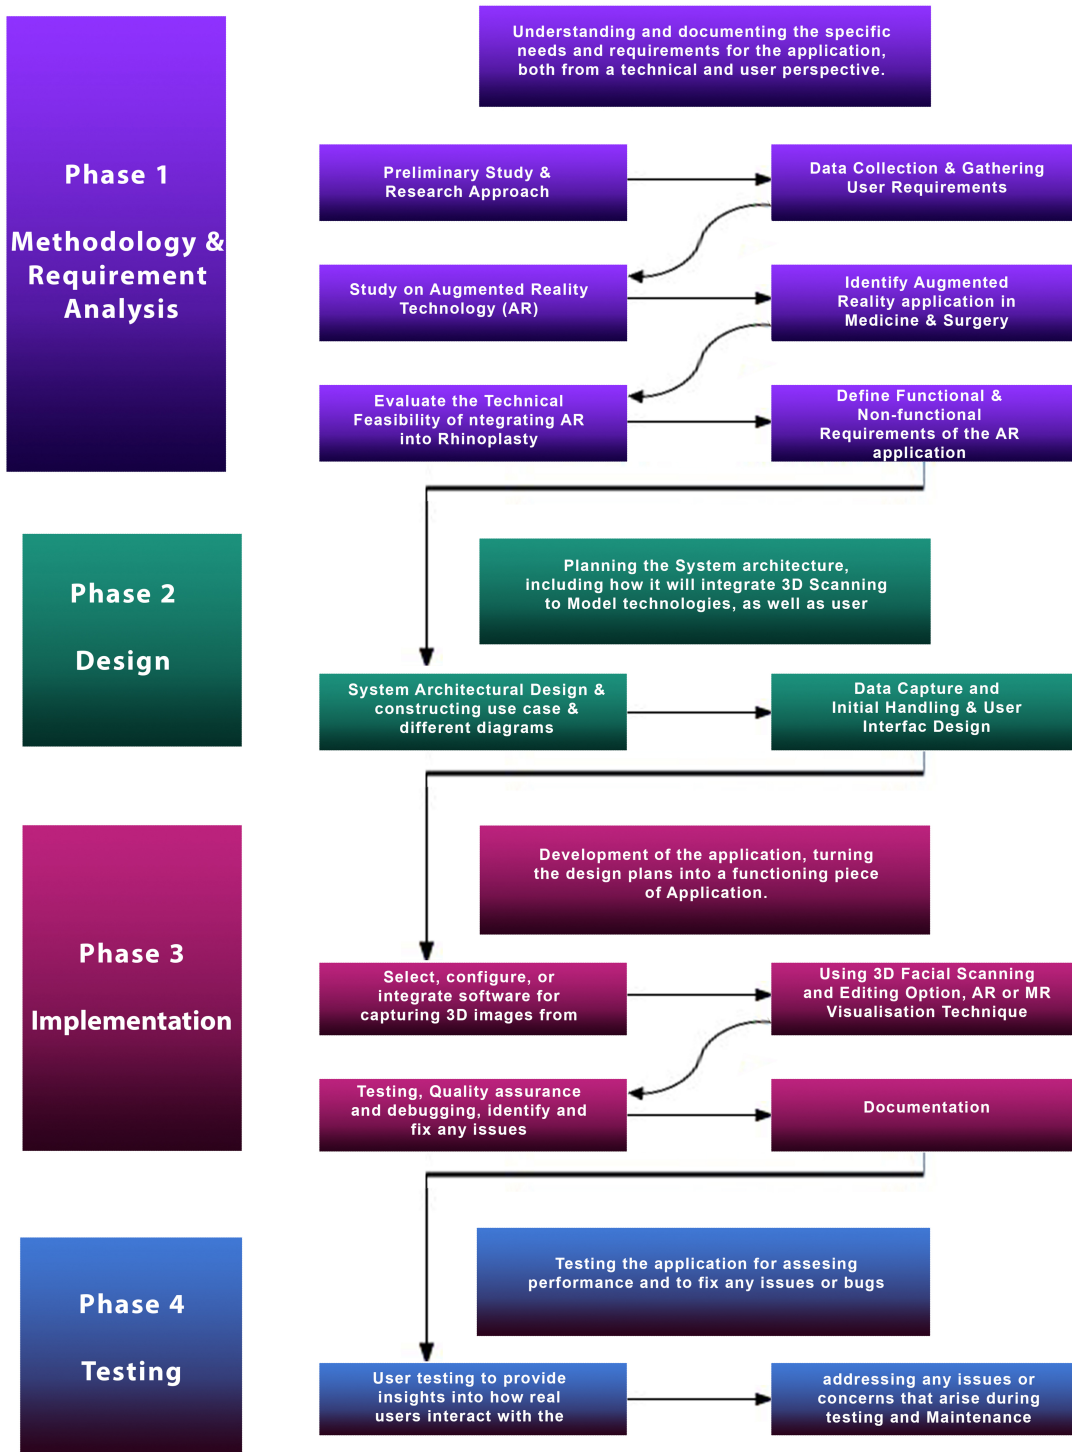 Phase 1
Methodology &
Requirement
Analysis
Understanding and documenting the specific
needs and requirements for the application,
both from a technical and user perspective.
Preliminary Study &
Research Approach
Data Collection & Gathering
User Requirements
Study on Augmented Reality
Technology (AR)
Identify Augmented
Reality application in
Medicine & Surgery
Evaluate the Technical
Feasibility of ntegrating AR
into Rhinoplasty
Define Functional &
Non-functional
Requirements of the AR
application
Phase 2
Design
Planning the System architecture,
including how it will integrate 3D Scanning
to Model technologies, as well as user
System Architectural Design &
constructing use case &
different diagrams
Data Capture and
Initial Handling & User
Interfac Design
Phase 3
Implementation
Development of the application, turning
the design plans into a functioning piece
of Application.
Select, configure, or
integrate software for
capturing 3D images from
Using 3D Facial Scanning
and Editing Option, AR or MR
Visualisation Technique
Testing, Quality assurance
and debugging, identify and
fix any issues
Documentation
Phase 4
Testing
Testing the application for assesing
performance and to fix any issues or bugs
User testing to provide
insights into how real
users interact with the
addressing any issues or
concerns that arise during
testing and Maintenance